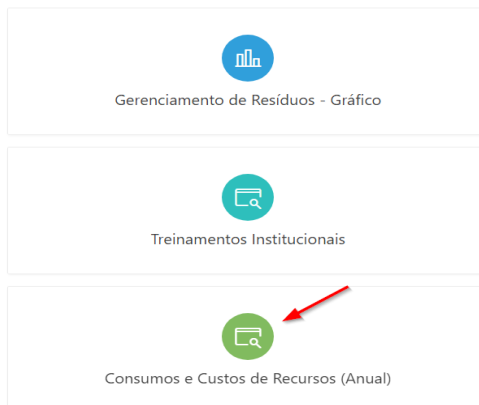 Gerenciamento de Resíduos - Gráfico
Treinamentos Institucionais
Consumos e Custos de Recursos (Anual)